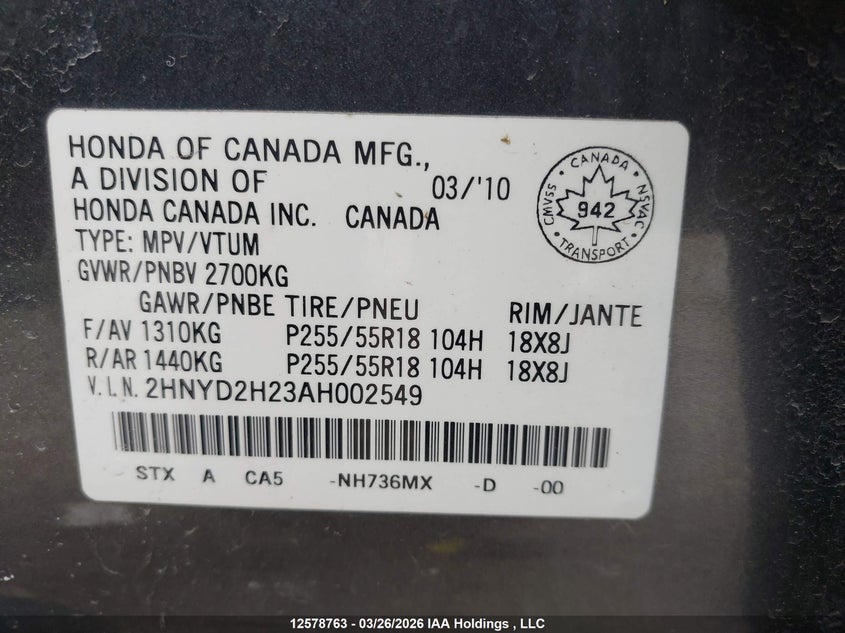 HONDA OF CANADA MFG.,
A DIVISION OF 03/'10
HONDA CANADA INC. CANADA
TYPE: MPV/VTUM
GVWR/PNBV 2700KG
GAWR/PNBE TIRE/PNEU RIM/JANTE
F/AV 1310KG P255/55R18 104H 18X8J
R/AR 1440KG P255/55R18 104H 18X8J
V.I.N. 2HNYD2H23AH002549
STX A CA5 -NH736MX -D -00
CANADA
CMVSS 942 NSVAC
TRANSPORT
12578763 - 03/26/2026 IAA Holdings , LLC